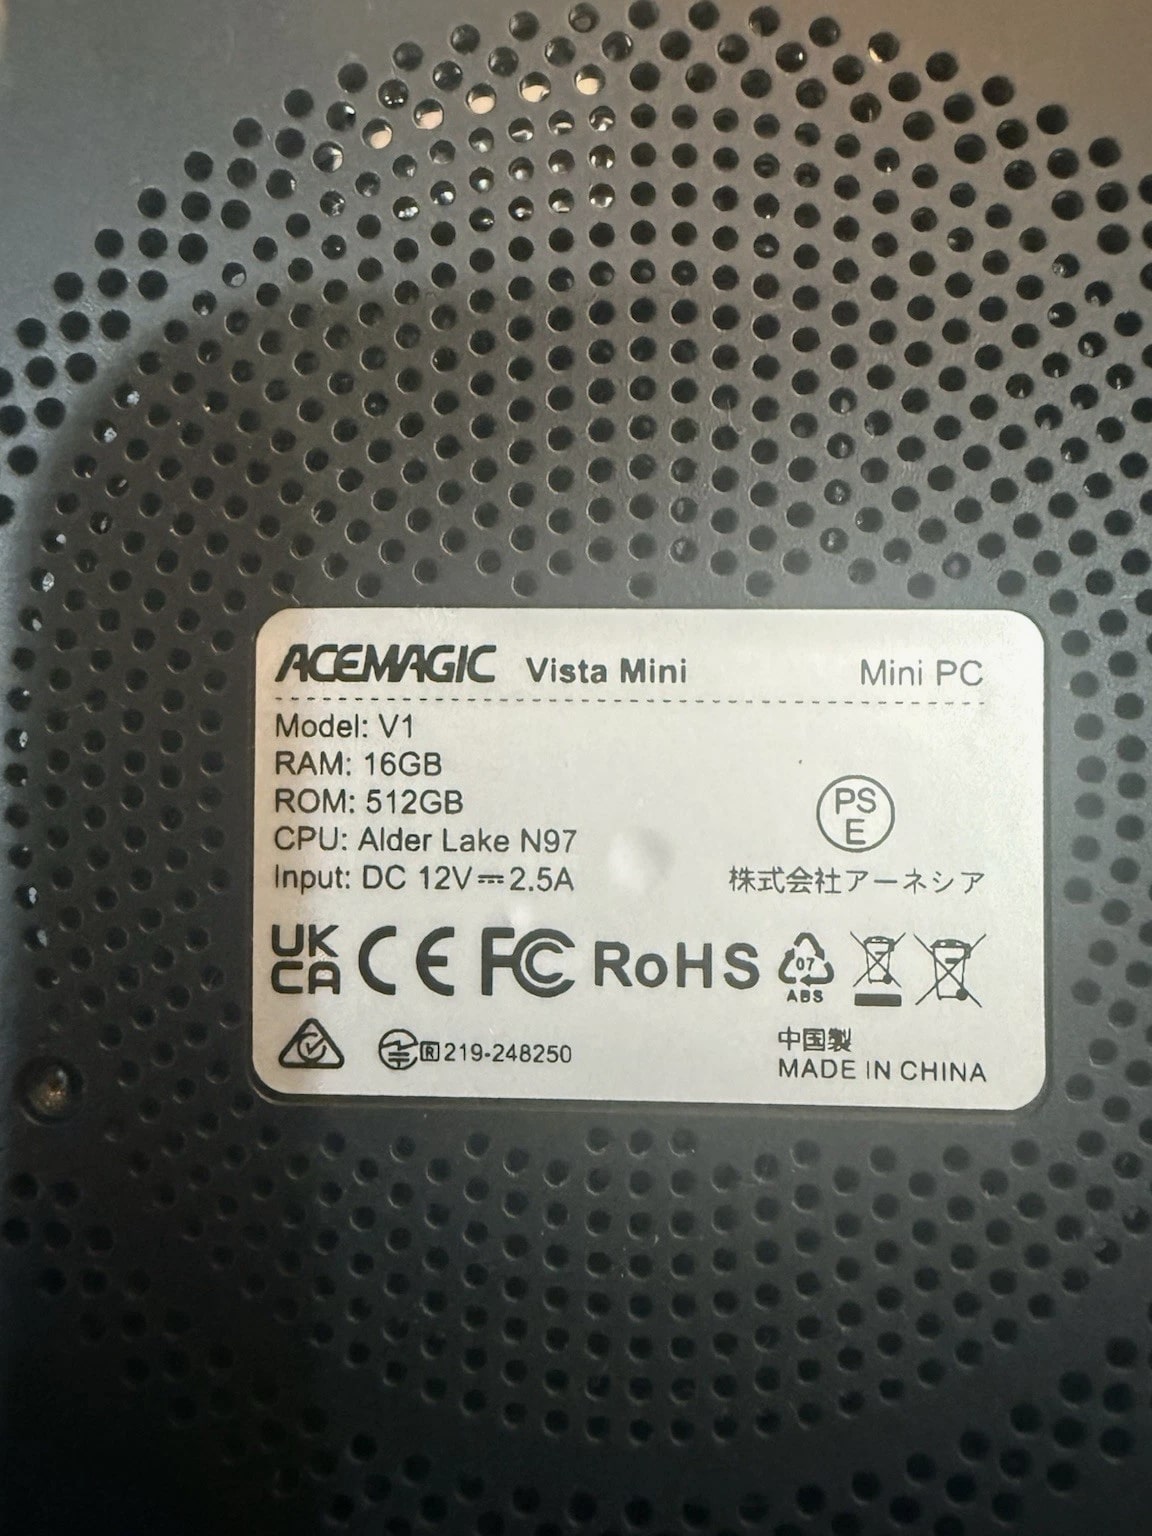 ACEMAGIC Vista Mini Mini PC
Model: V1
RAM: 16GB
ROM: 512GB
CPU: Alder Lake N97
Input: DC 12V⎓2.5A
PS
E
株式会社アーネシア
UK
CA CE FC RoHS 07
ABS
R 219-248250
中国製
MADE IN CHINA